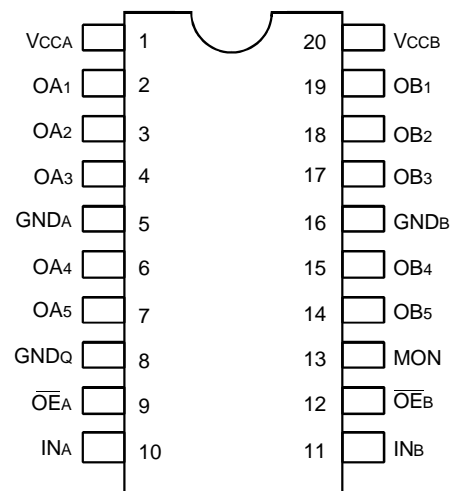 VCCA 1 20 VCCB
OA1 2 19 OB1
OA2 3 18 OB2
OA3 4 17 OB3
GNDA 5 16 GNDB
OA4 6 15 OB4
OA5 7 14 OB5
GNDQ 8 13 MON
O̅E̅A 9 12 O̅E̅B
INA 10 11 INB